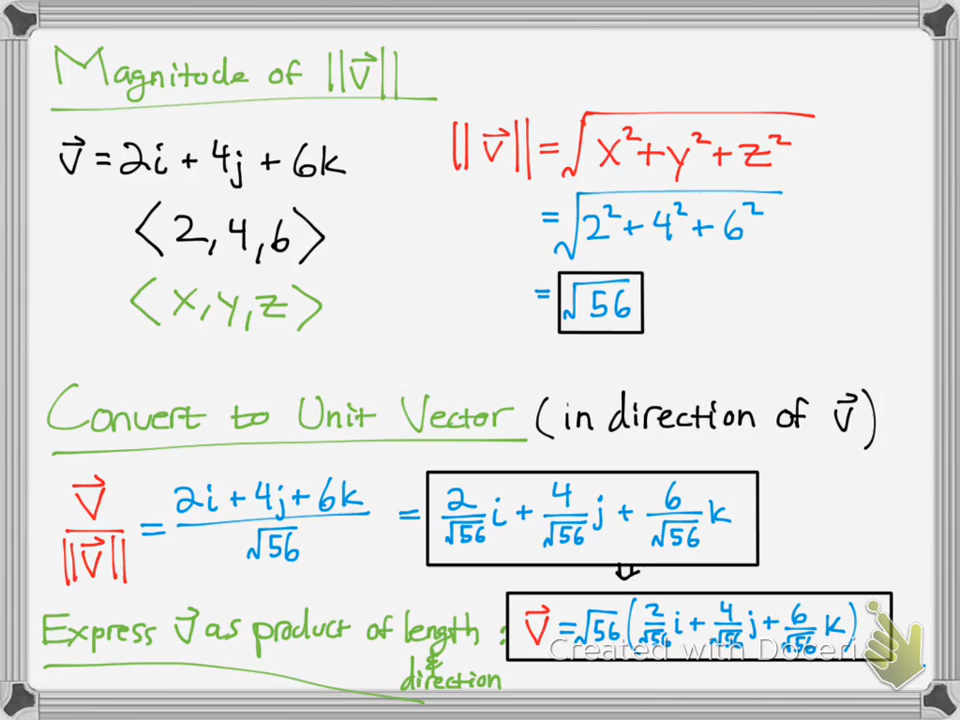 Magnitude of ||v⃗||
v⃗ = 2i + 4j + 6k
⟨2, 4, 6⟩
⟨x, y, z⟩
||v⃗|| = √(x² + y² + z²)
= √(2² + 4² + 6²)
= √56
Convert to Unit Vector (in direction of v⃗)
v⃗/||v⃗|| = (2i + 4j + 6k)/√56 = 2/√56 i + 4/√56 j + 6/√56 k
Express v⃗ as product of length & direction : v⃗ = √56 (2/√56 i + 4/√56 j + 6/√56 k)
Created with Doceri